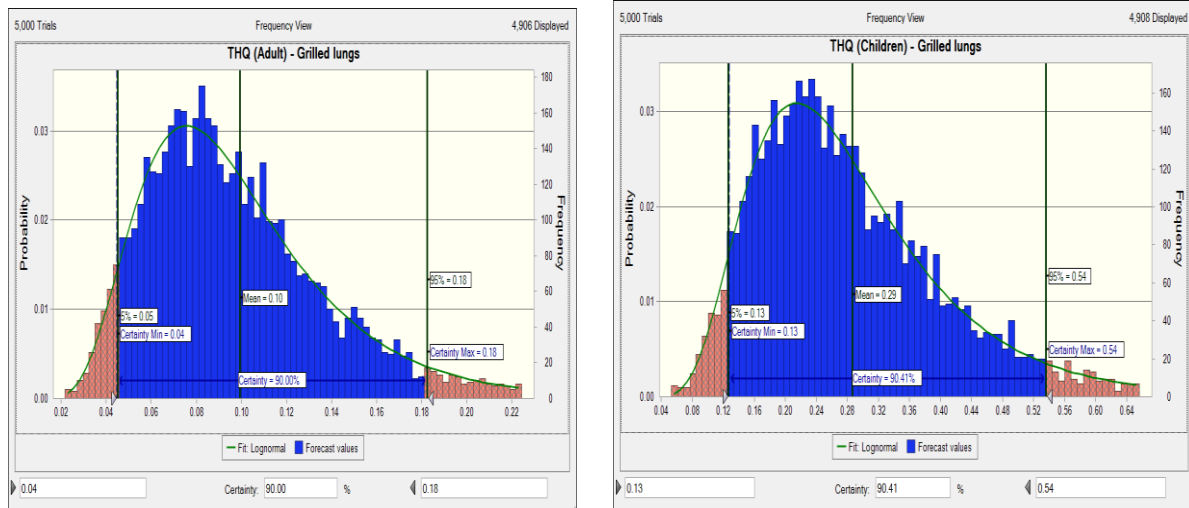 5,000 Trials Frequency View 4,906 Displayed
THQ (Adult) - Grilled lungs
Probability
0.03
0.02
0.01
0.00
180
160
140
120
100
80
60
40
20
0
Frequency
95% = 0.18
Mean = 0.10
5% = 0.05
Certainty Min = 0.04
Certainty Max = 0.18
Certainty = 90.00%
0.02 0.04 0.06 0.08 0.10 0.12 0.14 0.16 0.18 0.20 0.22
Fit: Lognormal Forecast values
0.04 Certainty: 90.00 % 0.18
5,000 Trials Frequency View 4,908 Displayed
THQ (Children) - Grilled lungs
Probability
0.03
0.02
0.01
0.00
160
140
120
100
80
60
40
20
0
Frequency
95% = 0.54
Mean = 0.29
5% = 0.13
Certainty Min = 0.13
Certainty Max = 0.54
Certainty = 90.41%
0.04 0.08 0.12 0.16 0.20 0.24 0.28 0.32 0.36 0.40 0.44 0.48 0.52 0.56 0.60 0.64
Fit: Lognormal Forecast values
0.13 Certainty: 90.41 % 0.54